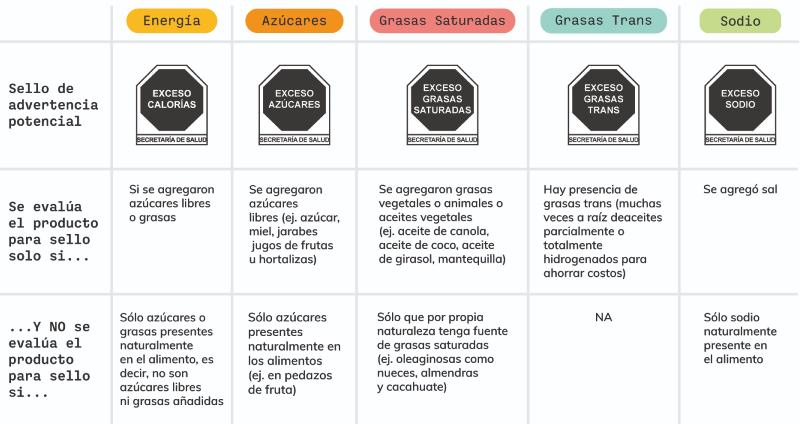 Energía
Azúcares
Grasas Saturadas
Grasas Trans
Sodio
Sello de
advertencia
potencial
EXCESO
CALORÍAS
SECRETARÍA DE SALUD
EXCESO
AZÚCARES
SECRETARÍA DE SALUD
EXCESO
GRASAS
SATURADAS
SECRETARÍA DE SALUD
EXCESO
GRASAS
TRANS
SECRETARÍA DE SALUD
EXCESO
SODIO
SECRETARÍA DE SALUD
Se evalúa
el producto
para sello
solo si...
Si se agregaron
azúcares libres
o grasas
Se agregaron
azúcares
libres (ej. azúcar,
miel, jarabes
jugos de frutas
u hortalizas)
Se agregaron grasas
vegetales o animales o
aceites vegetales
(ej. aceite de canola,
aceite de coco, aceite
de girasol, mantequilla)
Hay presencia de
grasas trans (muchas
veces a raíz deaceites
parcialmente o
totalmente
hidrogenados para
ahorrar costos)
Se agregó sal
...Y NO se
evalúa el
producto
para sello
si...
Sólo azúcares o
grasas presentes
naturalmente
en el alimento, es
decir, no son
azúcares libres
ni grasas añadidas
Sólo azúcares
presentes
naturalmente en
los alimentos
(ej. en pedazos
de fruta)
Sólo que por propia
naturaleza tenga fuente
de grasas saturadas
(ej. oleaginosas como
nueces, almendras
y cacahuate)
NA
Sólo sodio
naturalmente
presente en
el alimento